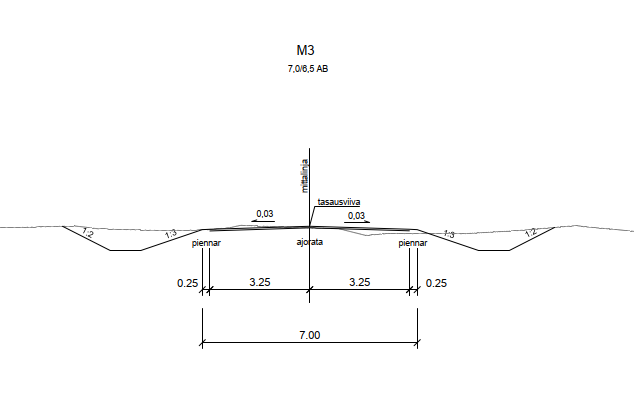 M3
7,0/6,5 AB
mittalinja
tasausviiva
0,03
0,03
1:2
1:3
1:3
1:2
piennar
ajorata
piennar
0.25
3.25
3.25
0.25
7.00